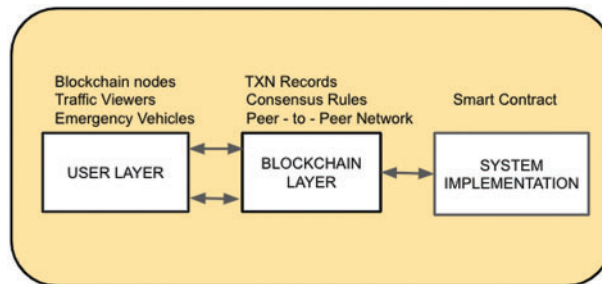 Blockchain nodes
Traffic Viewers
Emergency Vehicles
USER LAYER
TXN Records
Consensus Rules
Peer - to - Peer Network
BLOCKCHAIN
LAYER
Smart Contract
SYSTEM
IMPLEMENTATION